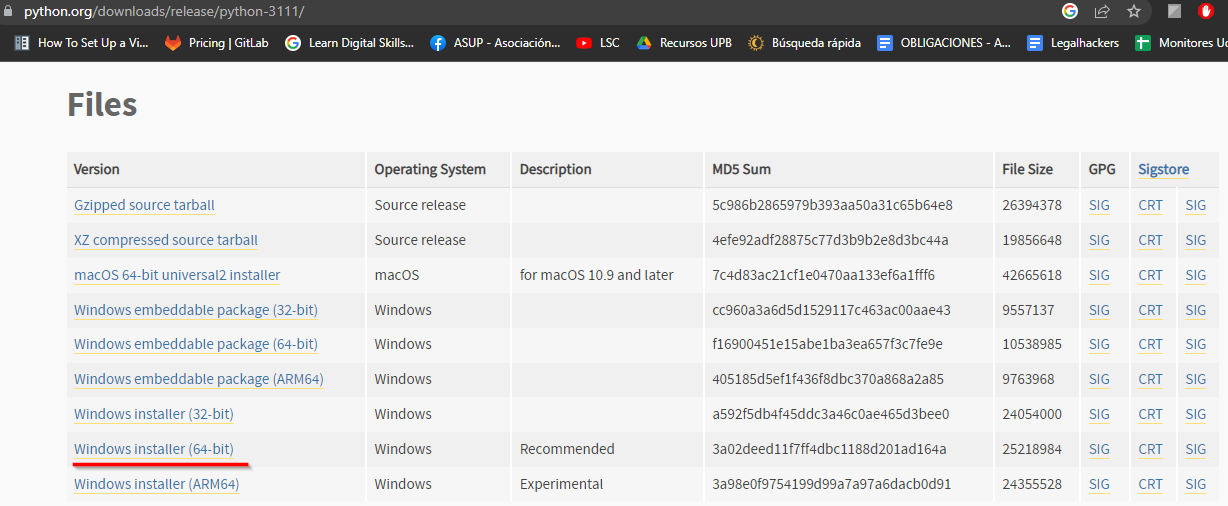 python.org/downloads/release/python-3111/
How To Set Up a Vi... Pricing | GitLab Learn Digital Skills... ASUP - Asociación... LSC Recursos UPB Búsqueda rápida OBLIGACIONES - A... Legalhackers Monitores Uc
Files
Version Operating System Description MD5 Sum File Size GPG Sigstore
Gzipped source tarball Source release 5c986b2865979b393aa50a31c65b64e8 26394378 SIG CRT SIG
XZ compressed source tarball Source release 4efe92adf28875c77d3b9b2e8d3bc44a 19856648 SIG CRT SIG
macOS 64-bit universal2 installer macOS for macOS 10.9 and later 7c4d83ac21cf1e0470aa133ef6a1fff6 42665618 SIG CRT SIG
Windows embeddable package (32-bit) Windows cc960a3a6d5d1529117c463ac00aae43 9557137 SIG CRT SIG
Windows embeddable package (64-bit) Windows f16900451e15abe1ba3ea657f3c7fe9e 10538985 SIG CRT SIG
Windows embeddable package (ARM64) Windows 405185d5ef1f436f8dbc370a868a2a85 9763968 SIG CRT SIG
Windows installer (32-bit) Windows a592f5db4f45ddc3a46c0ae465d3bee0 24054000 SIG CRT SIG
Windows installer (64-bit) Windows Recommended 3a02deed11f7ff4dbc1188d201ad164a 25218984 SIG CRT SIG
Windows installer (ARM64) Windows Experimental 3a98e0f9754199d99a7a97a6dacb0d91 24355528 SIG CRT SIG